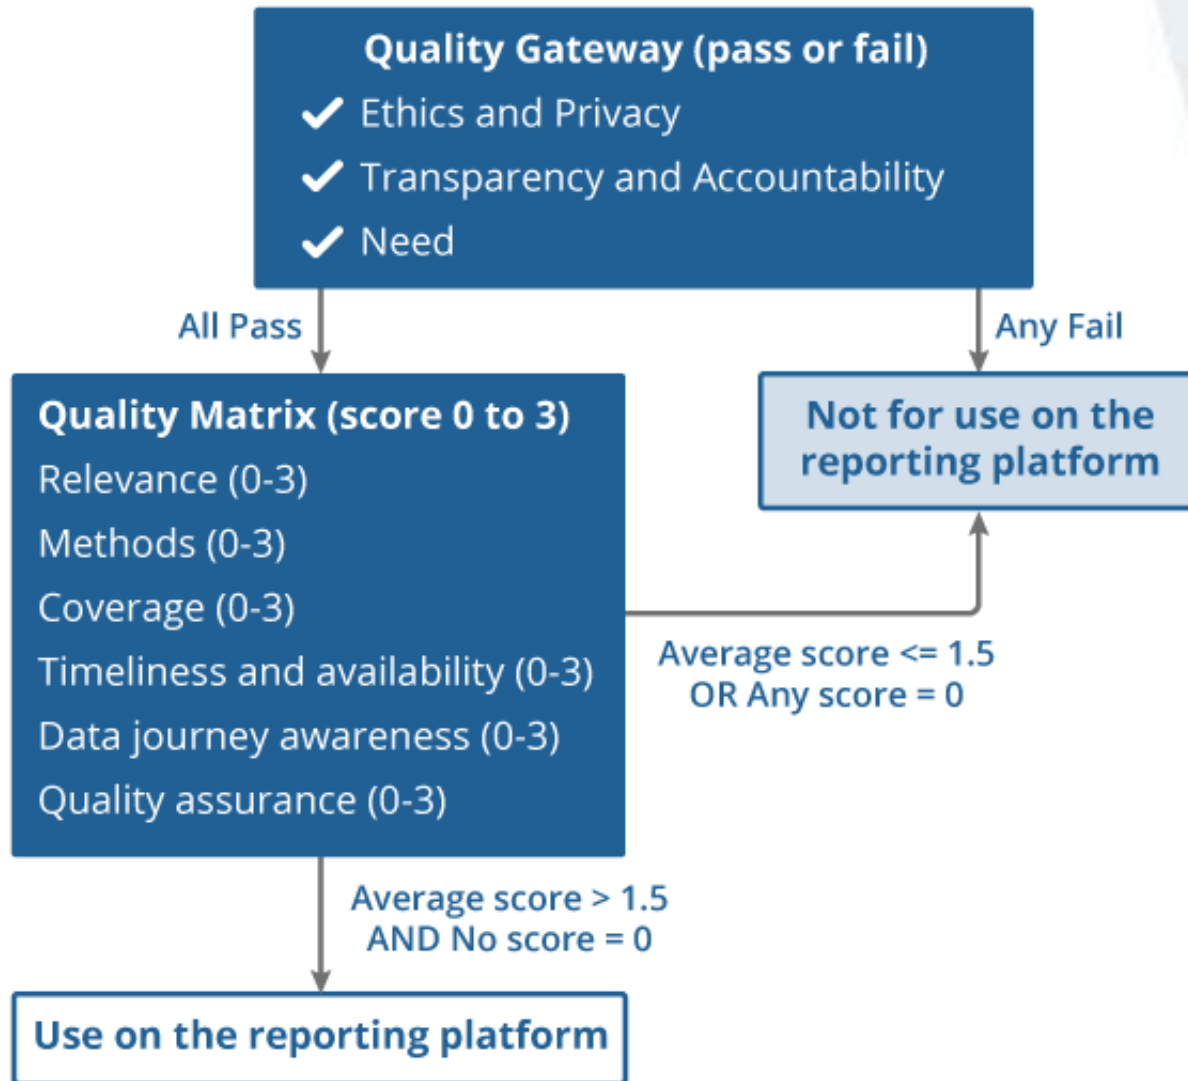 Quality Gateway (pass or fail)
Ethics and Privacy
Transparency and Accountability
Need
All Pass
Any Fail
Quality Matrix (score 0 to 3)
Relevance (0-3)
Methods (0-3)
Coverage (0-3)
Timeliness and availability (0-3)
Data journey awareness (0-3)
Quality assurance (0-3)
Not for use on the
reporting platform
Average score <= 1.5
OR Any score = 0
Average score > 1.5
AND No score = 0
Use on the reporting platform